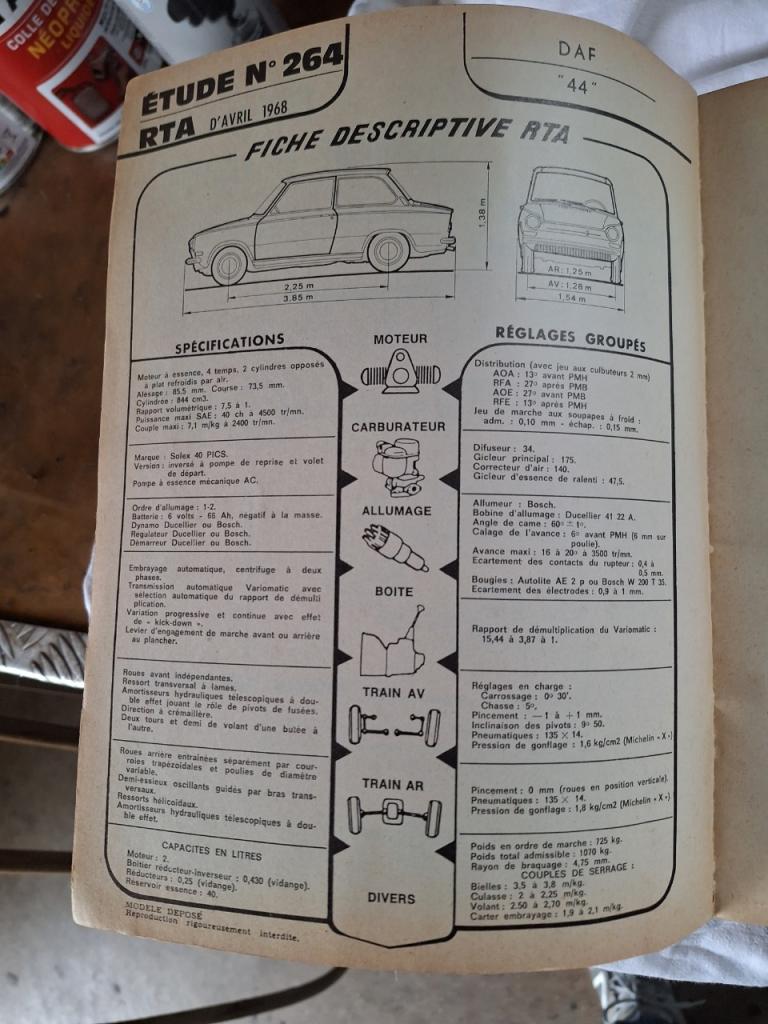 COLLE DE
NÉOPR
LIQUID
ÉTUDE N° 264
RTA D'AVRIL 1968
DAF
"44"
FICHE DESCRIPTIVE RTA
1,38 m
2,25 m
3,85 m
AR : 1,25 m
AV : 1,28 m
1,54 m
SPÉCIFICATIONS
Moteur à essence, 4 temps, 2 cylindres opposés
à plat refroidis par air.
Alésage : 85,5 mm. Course : 73,5 mm.
Cylindrée : 844 cm3.
Rapport volumétrique : 7,5 à 1.
Puissance maxi SAE : 40 ch à 4500 tr/mn.
Couple maxi : 7,1 m/kg à 2400 tr/mn.
Marque : Solex 40 PICS.
Version : inversé à pompe de reprise et volet
de départ.
Pompe à essence mécanique AC.
Ordre d'allumage : 1-2.
Batterie : 6 volts - 66 Ah, négatif à la masse.
Dynamo Ducellier ou Bosch.
Régulateur Ducellier ou Bosch.
Démarreur Ducellier ou Bosch.
Embrayage automatique, centrifuge à deux
phases.
Transmission automatique Variomatic avec
sélection automatique du rapport de démulti
plication.
Variation progressive et continue avec effet
de « kick-down ».
Levier d'engagement de marche avant ou arrière
au plancher.
Roues avant indépendantes.
Ressort transversal à lames.
Amortisseurs hydrauliques télescopiques à dou-
ble effet jouant le rôle de pivots de fusées.
Direction à crémaillère.
Deux tours et demi de volant d'une butée à
l'autre.
Roues arrière entraînées séparément par cour-
roies trapézoïdales et poulies de diamètre
variable.
Demi-essieux oscillants guidés par bras trans-
versaux.
Ressorts hélicoïdaux.
Amortisseurs hydrauliques télescopiques à dou-
ble effet.
CAPACITES EN LITRES
Moteur : 2.
Boîtier réducteur-inverseur : 0,430 (vidange).
Réducteurs : 0,25 (vidange).
Réservoir essence : 40.
MODELE DEPOSÉ
Reproduction rigoureusement interdite.
MOTEUR
CARBURATEUR
ALLUMAGE
BOITE
TRAIN AV
TRAIN AR
DIVERS
RÉGLAGES GROUPÉS
Distribution (avec jeu aux culbuteurs 2 mm)
AOA : 13° avant PMH
RFA : 27° après PMB
AOE : 27° avant PMB
RFE : 13° après PMH
Jeu de marche aux soupapes à froid :
adm. : 0,10 mm - échap. : 0,15 mm.
Difuseur : 34.
Gicleur principal : 175.
Correcteur d'air : 140.
Gicleur d'essence de ralenti : 47,5.
Allumeur : Bosch.
Bobine d'allumage : Ducellier 41 22 A.
Angle de came : 60° ± 1°.
Calage de l'avance : 6° avant PMH (6 mm sur
poulie).
Avance maxi : 16 à 20° à 3500 tr/mn.
Ecartement des contacts du rupteur : 0,4 à
0,5 mm.
Bougies : Autolite AE 2 p ou Bosch W 200 T 35.
Ecartement des électrodes : 0,9 à 1 mm.
Rapport de démultiplication du Variomatic :
15,44 à 3,87 à 1.
Réglages en charge :
Carrossage : 0° 30'.
Chasse : 5°.
Pincement : — 1 à + 1 mm.
Inclinaison des pivots : 9° 50.
Pneumatiques : 135 × 14.
Pression de gonflage : 1,6 kg/cm2 (Michelin « X »)
Pincement : 0 mm (roues en position verticale).
Pneumatiques : 135 × 14.
Pression de gonflage : 1,8 kg/cm2 (Michelin « X »)
Poids en ordre de marche : 725 kg.
Poids total admissible : 1070 kg.
Rayon de braquage : 4,75 mm.
COUPLES DE SERRAGE :
Bielles : 3,5 à 3,8 m/kg.
Culasse : 2 à 2,25 m/kg.
Volant : 2.50 à 2,70 m/kg.
Carter embrayage : 1,9 à 2,1 m/kg.